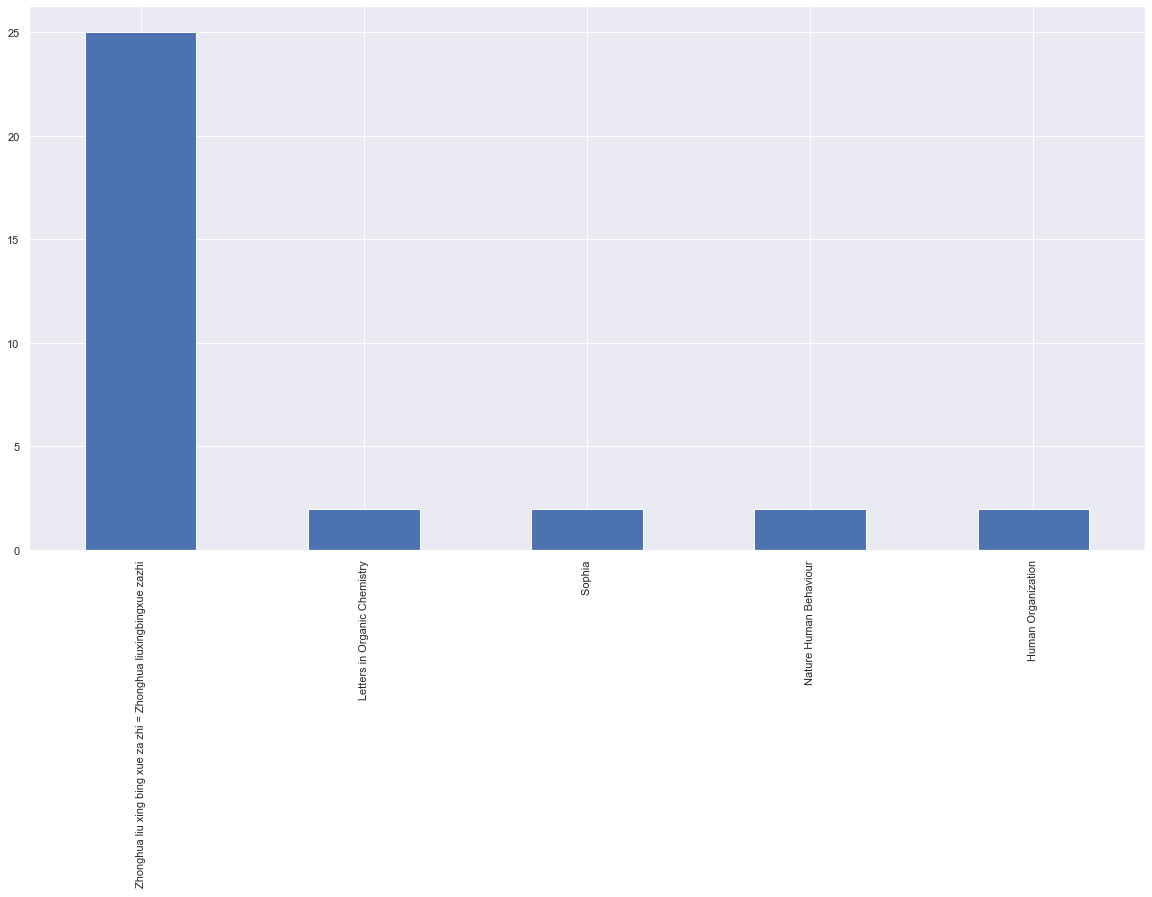 25
20
15
10
5
0
Zhonghua liu xing bing xue za zhi = Zhonghua liuxingbingxue zazhi
Letters in Organic Chemistry
Sophia
Nature Human Behaviour
Human Organization